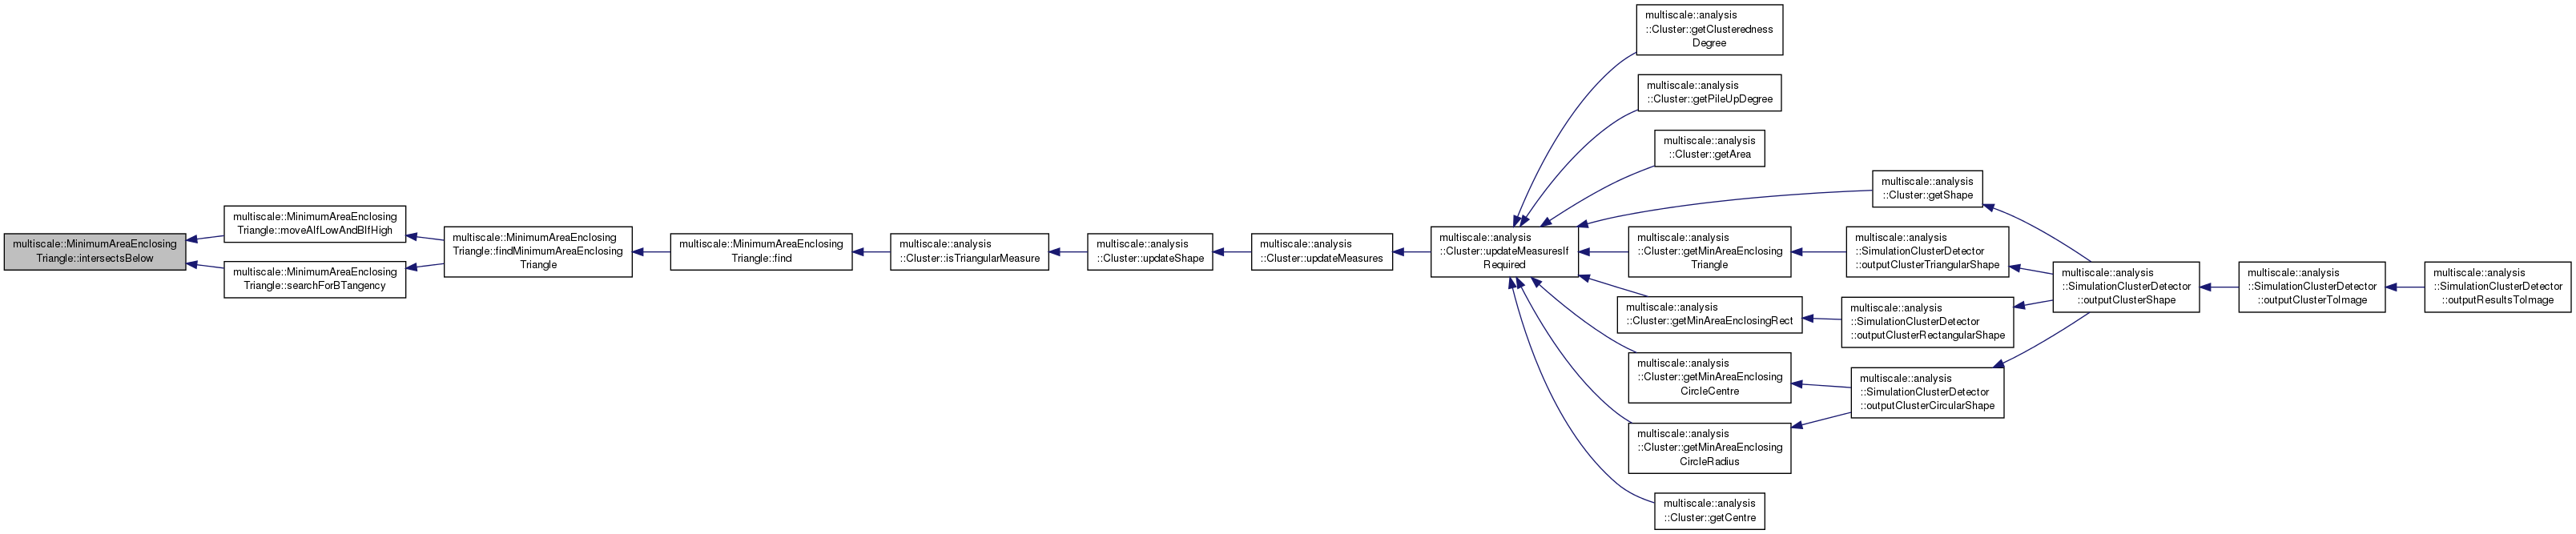 multiscale::MinimumAreaEnclosing
Triangle::intersectsBelow
multiscale::MinimumAreaEnclosing
Triangle::moveAIfLowAndBIfHigh
multiscale::MinimumAreaEnclosing
Triangle::searchForBTangency
multiscale::MinimumAreaEnclosing
Triangle::findMinimumAreaEnclosing
Triangle
multiscale::MinimumAreaEnclosing
Triangle::find
multiscale::analysis
::Cluster::isTriangularMeasure
multiscale::analysis
::Cluster::updateShape
multiscale::analysis
::Cluster::updateMeasures
multiscale::analysis
::Cluster::updateMeasuresIf
Required
multiscale::analysis
::Cluster::getClusteredness
Degree
multiscale::analysis
::Cluster::getPileUpDegree
multiscale::analysis
::Cluster::getArea
multiscale::analysis
::Cluster::getShape
multiscale::analysis
::Cluster::getMinAreaEnclosing
Triangle
multiscale::analysis
::Cluster::getMinAreaEnclosingRect
multiscale::analysis
::Cluster::getMinAreaEnclosing
CircleCentre
multiscale::analysis
::Cluster::getMinAreaEnclosing
CircleRadius
multiscale::analysis
::Cluster::getCentre
multiscale::analysis
::SimulationClusterDetector
::outputClusterTriangularShape
multiscale::analysis
::SimulationClusterDetector
::outputClusterRectangularShape
multiscale::analysis
::SimulationClusterDetector
::outputClusterCircularShape
multiscale::analysis
::SimulationClusterDetector
::outputClusterShape
multiscale::analysis
::SimulationClusterDetector
::outputClusterToImage
multiscale::analysis
::SimulationClusterDetector
::outputResultsToImage